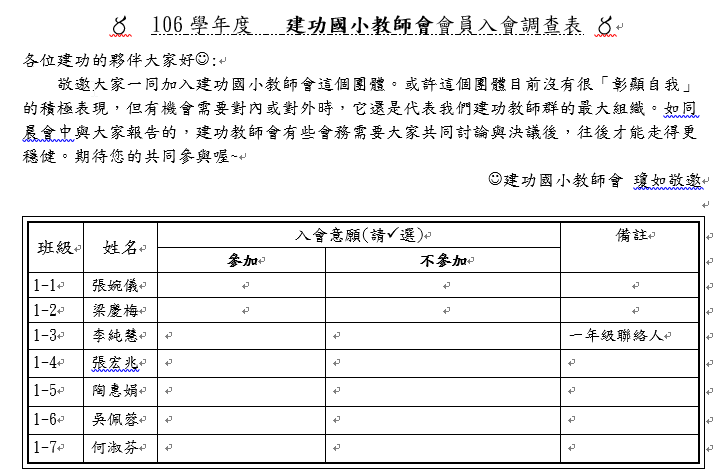 106學年度 建功國小教師會會員入會調查表
各位建功的夥伴大家好☺:
敬邀大家一同加入建功國小教師會這個團體。或許這個團體目前沒有很「彰顯自我」
的積極表現，但有機會需要對內或對外時，它還是代表我們建功教師群的最大組織。如同
晨會中與大家報告的，建功教師會有些會務需要大家共同討論與決議後，往後才能走得更
穩健。期待您的共同參與喔~
☺建功國小教師會 瓊如敬邀
班級 姓名 入會意願(請✓選) 備註
參加 不參加
1-1 張婉儀
1-2 梁慶梅
1-3 李純慧 一年級聯絡人
1-4 張宏兆
1-5 陶惠娟
1-6 吳佩蓉
1-7 何淑芬